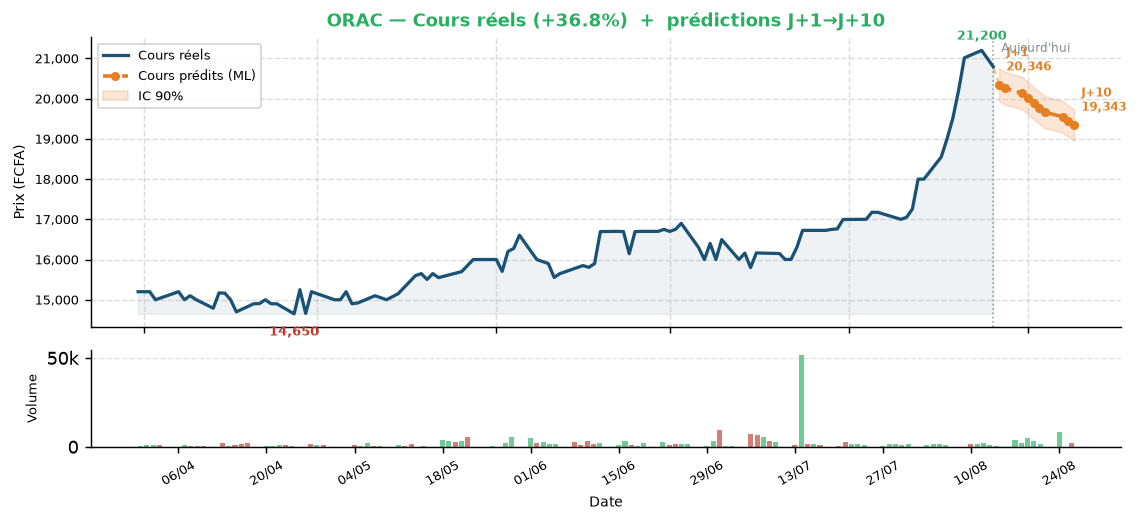 ORAC — Cours réels (+36.8%)  +  prédictions J+1→J+10
Cours réels
Cours prédits (ML)
IC 90%
21,200
Aujourd'hui
J+1
20,346
J+10
19,343
14,650
Prix (FCFA)
21,000
20,000
19,000
18,000
17,000
16,000
15,000
Volume
50k
0
06/04
20/04
04/05
18/05
01/06
15/06
29/06
13/07
27/07
10/08
24/08
Date